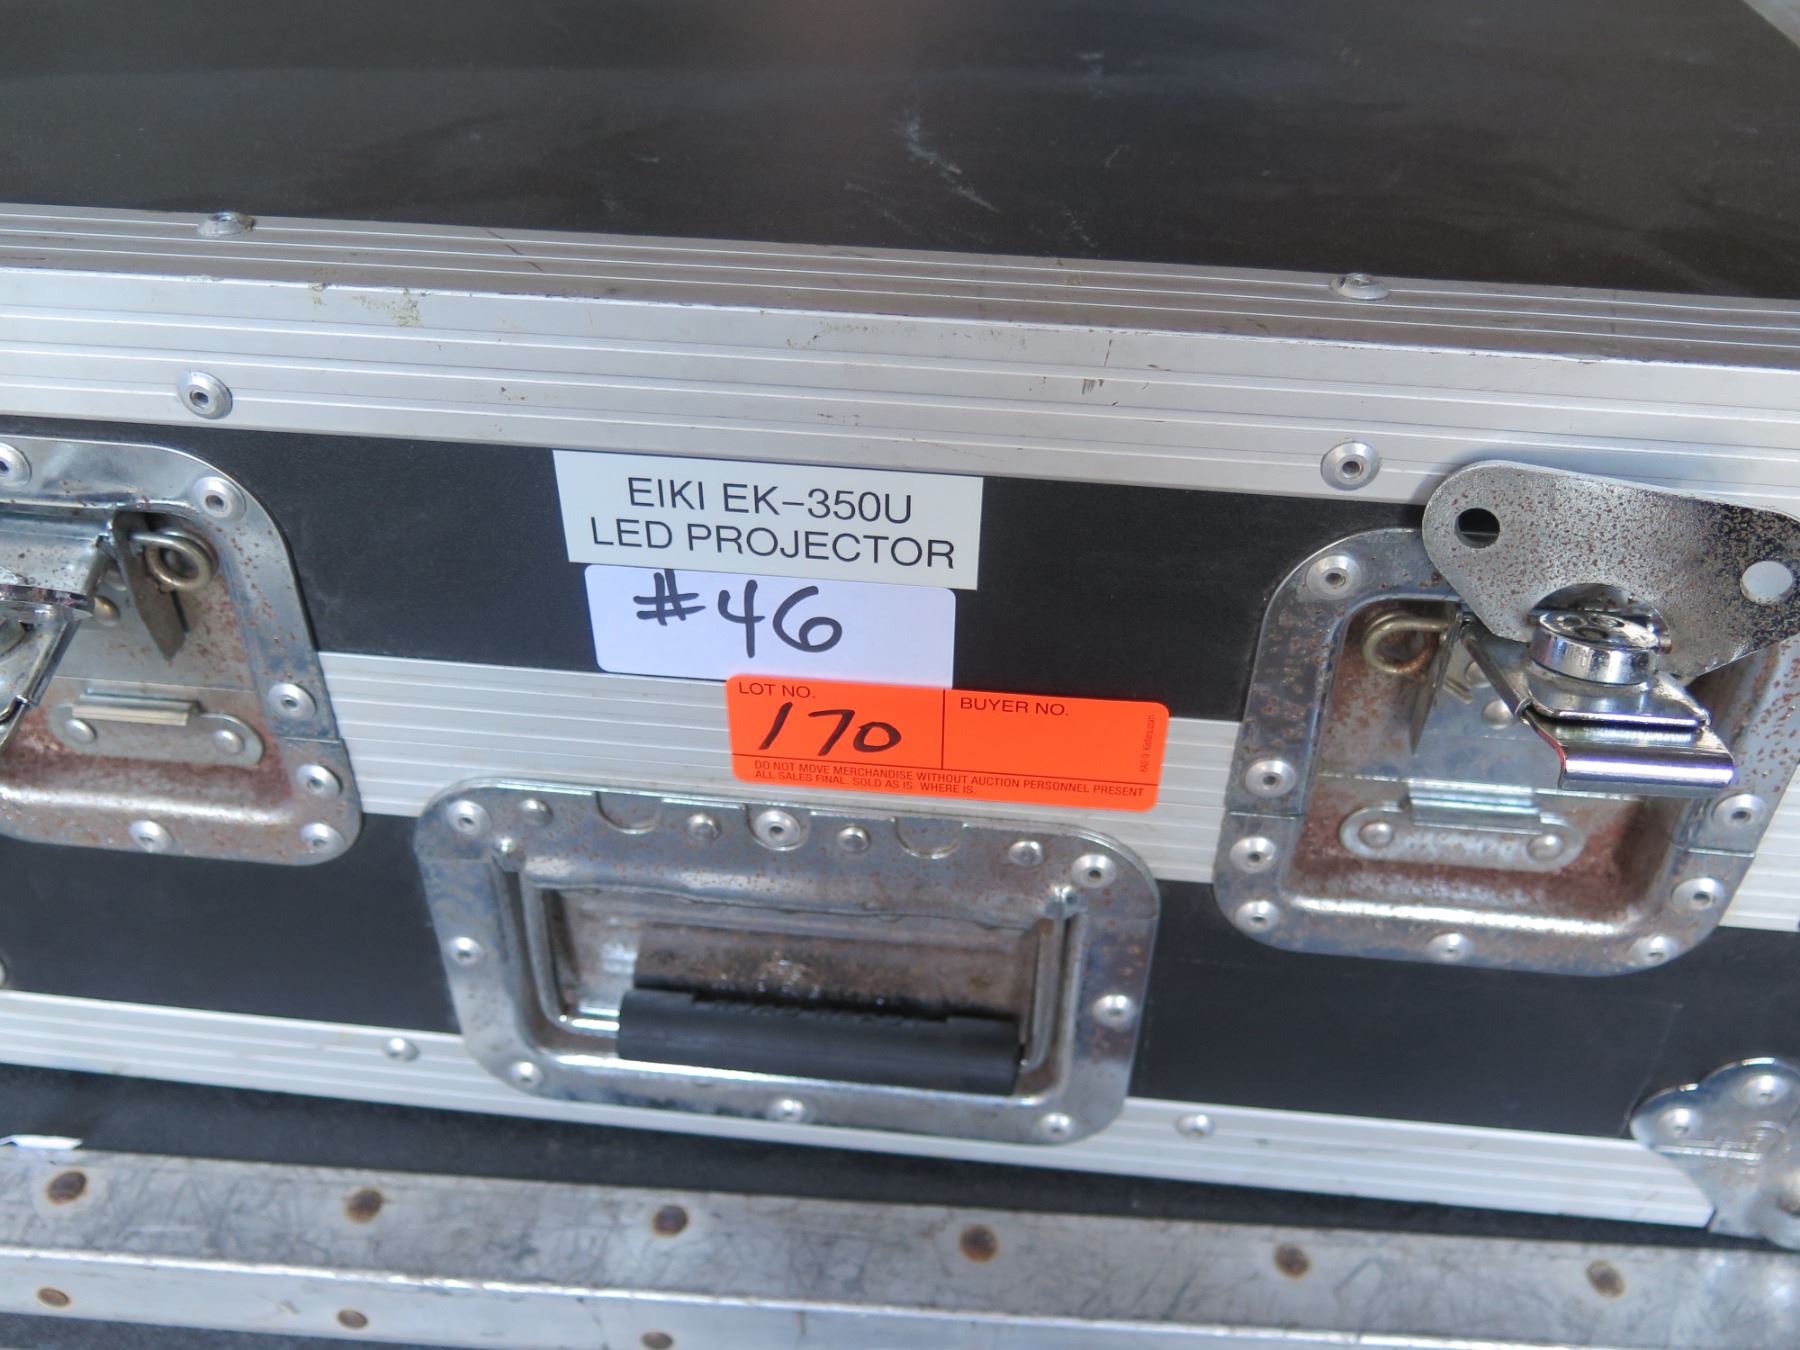 EIKI EK-350U
LED PROJECTOR
#46
LOT NO.
170
BUYER NO.
DO NOT MOVE MERCHANDISE WITHOUT AUCTION PERSONNEL PRESENT
ALL SALES FINAL. SOLD AS IS. WHERE IS.